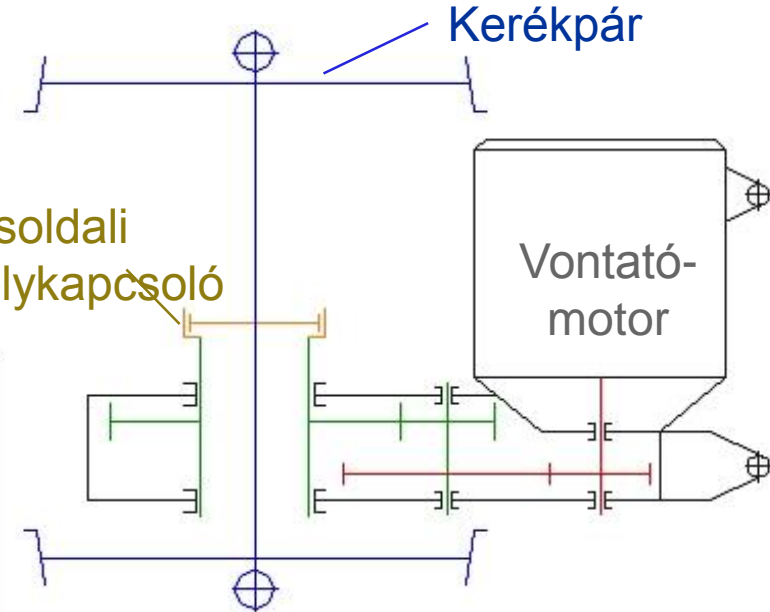 Kerékpár
soldali
lykapcsoló
Vontató-
motor